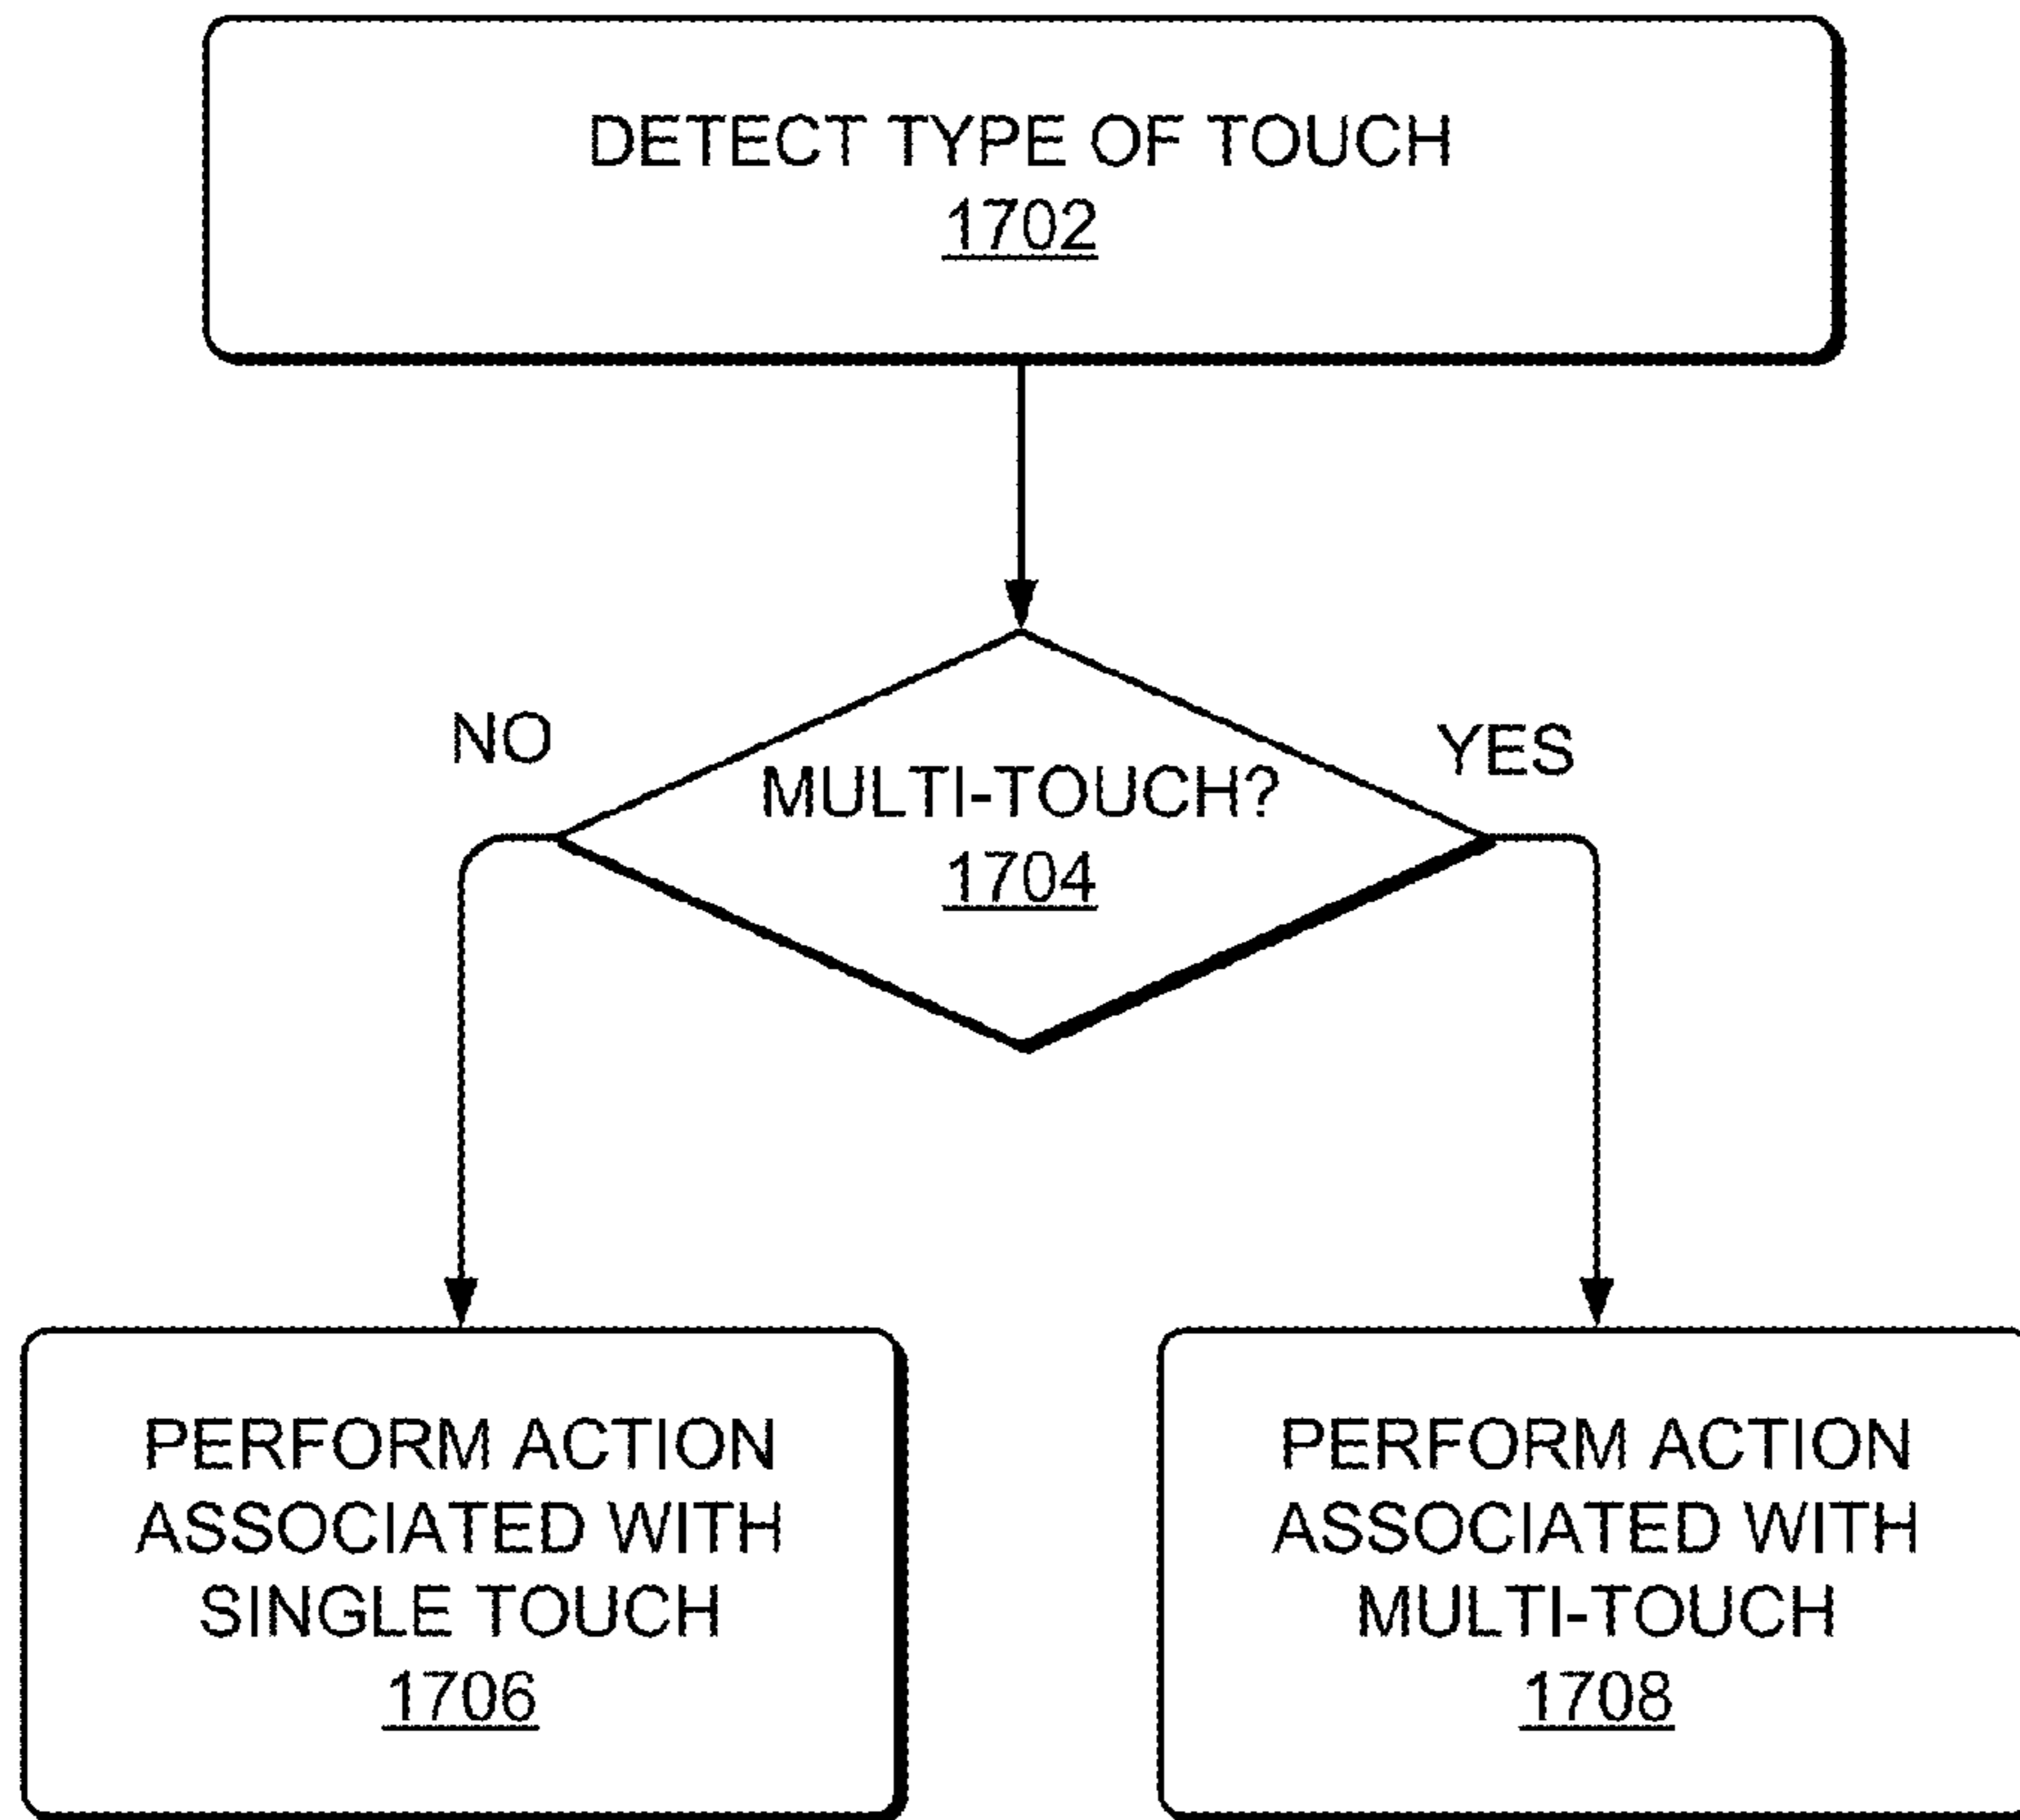 DETECT TYPE OF TOUCH
1702
NO
YES
MULTI-TOUCH?
1704
PERFORM ACTION
ASSOCIATED WITH
SINGLE TOUCH
1706
PERFORM ACTION
ASSOCIATED WITH
MULTI-TOUCH
1708